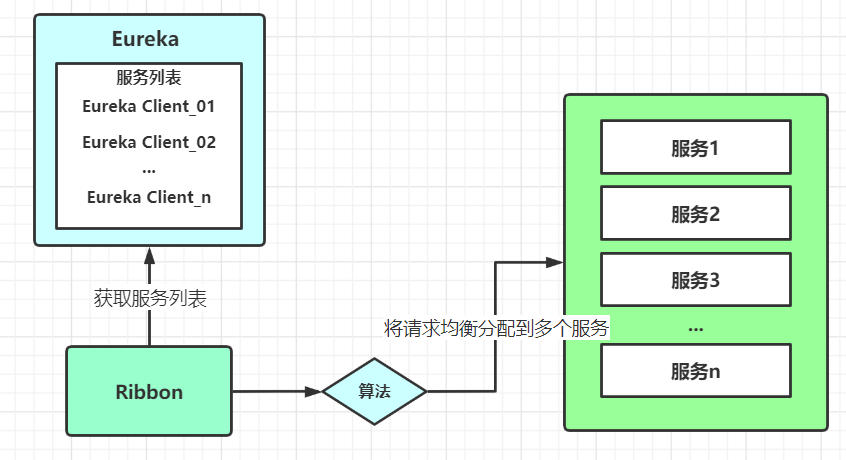 Eureka
服务列表
Eureka Client_01
Eureka Client_02
...
Eureka Client_n
获取服务列表
Ribbon
算法
将请求均衡分配到多个服务
服务1
服务2
服务3
...
服务n